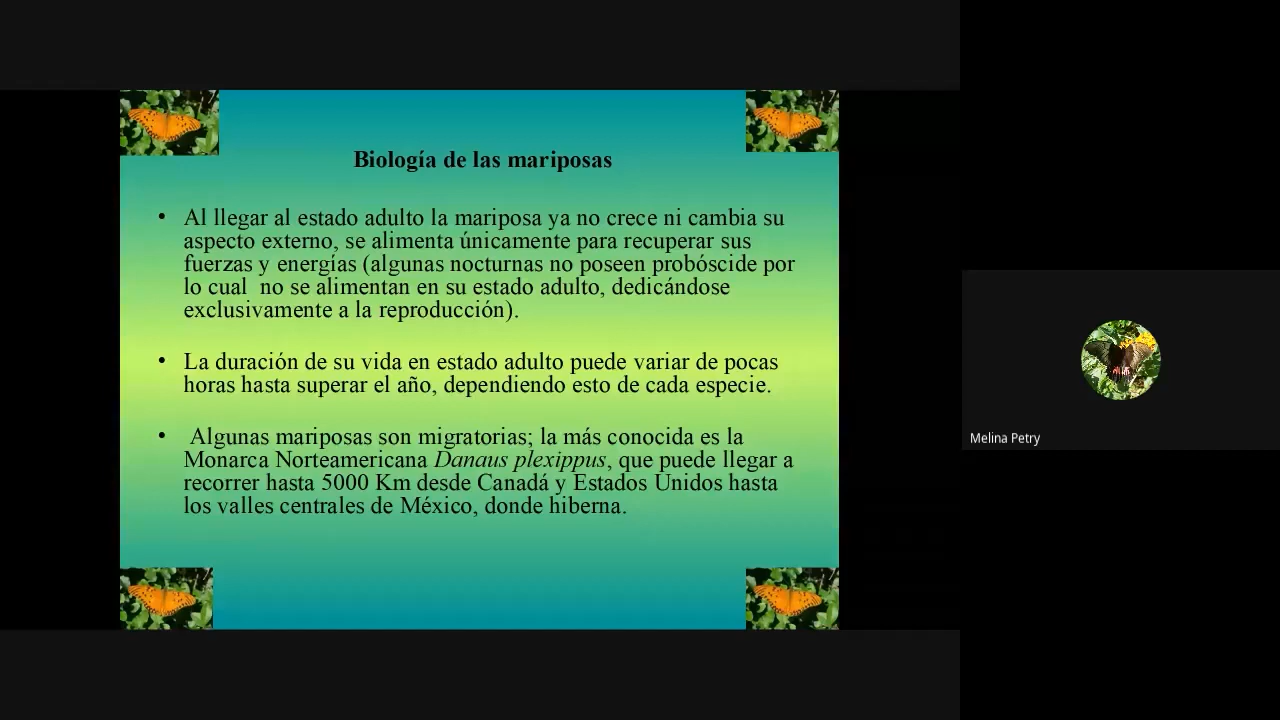 Biología de las mariposas
• Al llegar al estado adulto la mariposa ya no crece ni cambia su
aspecto externo, se alimenta únicamente para recuperar sus
fuerzas y energías (algunas nocturnas no poseen probóscide por
lo cual  no se alimentan en su estado adulto, dedicándose
exclusivamente a la reproducción).
• La duración de su vida en estado adulto puede variar de pocas
horas hasta superar el año, dependiendo esto de cada especie.
• Algunas mariposas son migratorias; la más conocida es la
Monarca Norteamericana Danaus plexippus, que puede llegar a
recorrer hasta 5000 Km desde Canadá y Estados Unidos hasta
los valles centrales de México, donde hiberna.
Melina Petry